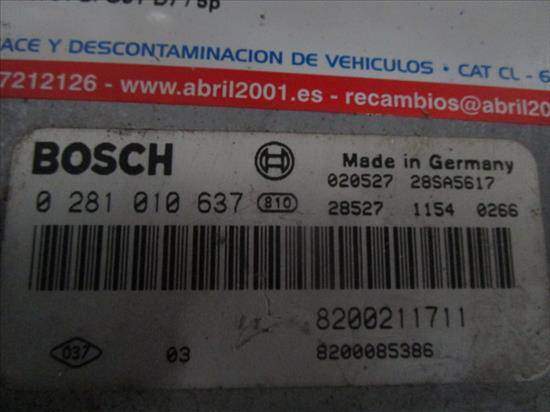 ACE Y DESCONTAMINACION DE VEHICULOS • CAT CL - 6
7212126 - www.abril2001.es - recambios@abril20
BOSCH Made in Germany
020527 28SA5617
0 281 010 637 810 28527 1154 0266
8200211711
037 03 8200085386